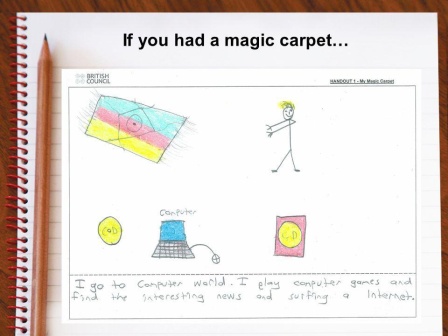 If you had a magic carpet...
BRITISH
COUNCIL
HANDOUT 1 - My Magic Carpet
Computer
CD
CD
I go to Computer world. I play computer games and
find the interesting news and surfing a Internet.